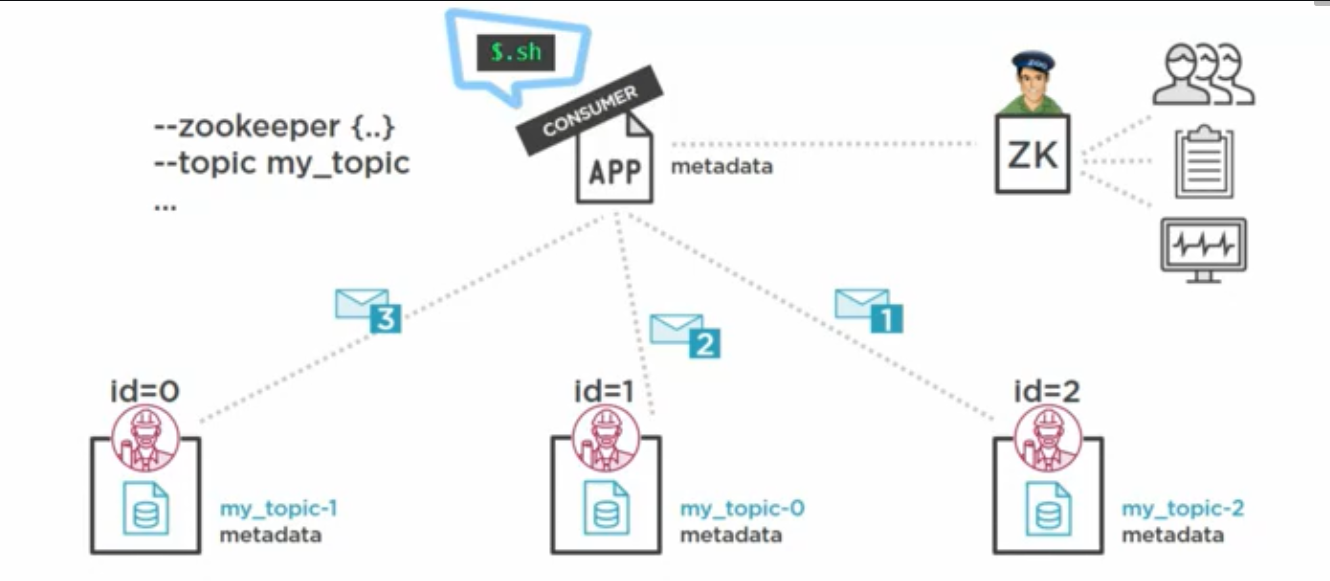 $.sh
CONSUMER
--zookeeper {..}
--topic my_topic
...
APP
metadata
ZK
3
2
1
id=0
id=1
id=2
my_topic-1
metadata
my_topic-0
metadata
my_topic-2
metadata